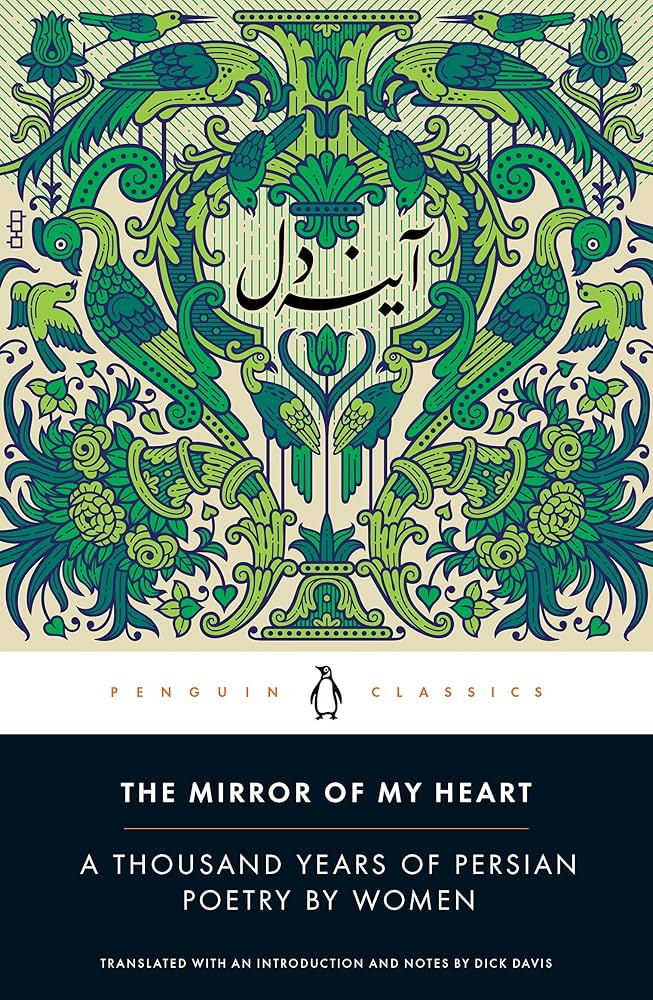 آینه دل
PENGUIN CLASSICS
THE MIRROR OF MY HEART
A THOUSAND YEARS OF PERSIAN
POETRY BY WOMEN
TRANSLATED WITH AN INTRODUCTION AND NOTES BY DICK DAVIS